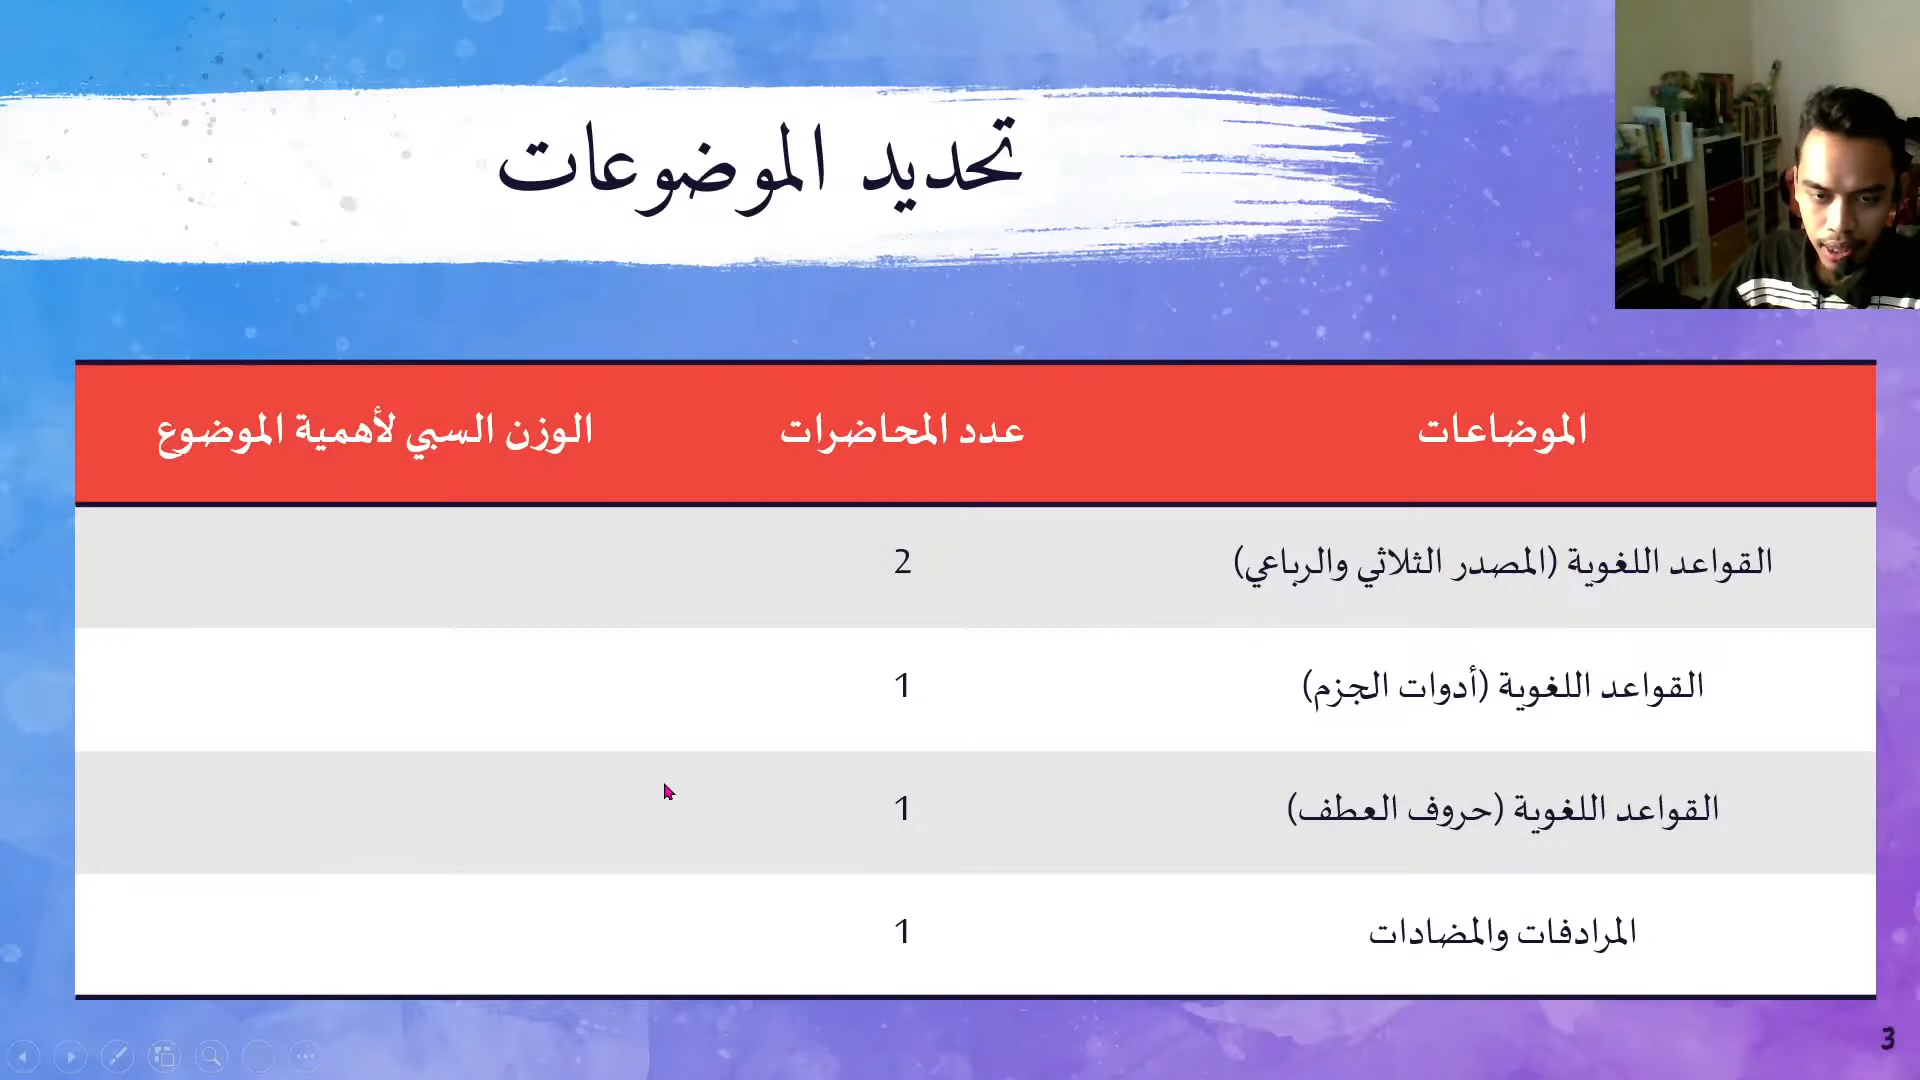 تحديد الموضوعات
الموضاعات عدد المحاضرات الوزن السبي لأهمية الموضوع
القواعد اللغوية (المصدر الثلاثي والرباعي) 2
القواعد اللغوية (أدوات الجزم) 1
القواعد اللغوية (حروف العطف) 1
المرادفات والمضادات 1
3